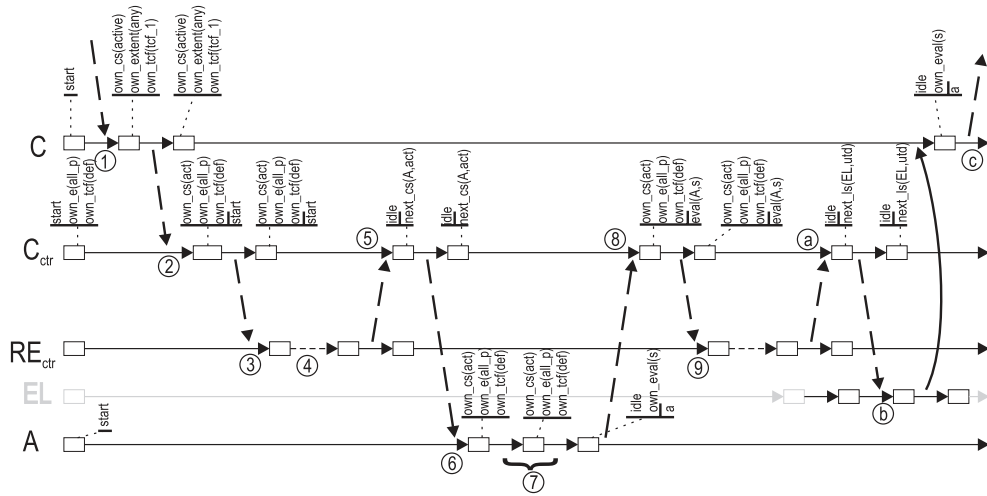 start
own_cs(active)
own_extent(any)
own_tcf(tcf_1)
own_cs(active)
own_extent(any)
own_tcf(tcf_1)
idle
own_eval(s)
a
C
1
c
start
own_e(all_p)
own_tcf(def)
own_cs(act)
own_e(all_p)
own_tcf(def)
start
own_cs(act)
own_e(all_p)
own_tcf(def)
start
idle
next_cs(A,act)
idle
next_cs(A,act)
own_cs(act)
own_e(all_p)
own_tcf(def)
eval(A,s)
own_cs(act)
own_e(all_p)
own_tcf(def)
eval(A,s)
idle
next_ls(EL,utd)
idle
next_ls(EL,utd)
Cctr
2
5
8
a
REctr
3
4
9
EL
b
own_cs(act)
own_e(all_p)
own_tcf(def)
own_cs(act)
own_e(all_p)
own_tcf(def)
idle
own_eval(s)
a
start
A
6
7